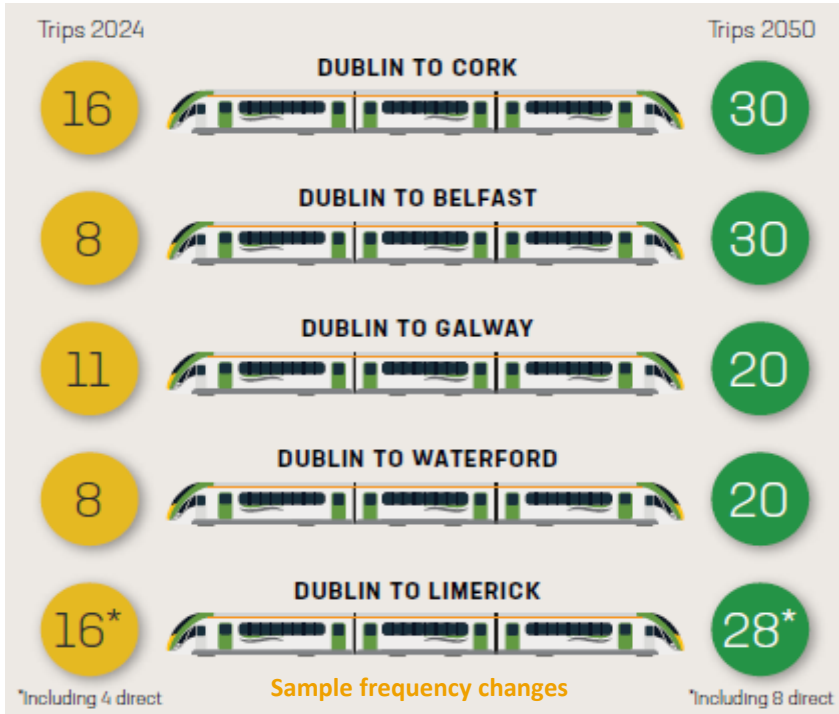 Trips 2024
Trips 2050
DUBLIN TO CORK
16
30
DUBLIN TO BELFAST
8
30
DUBLIN TO GALWAY
11
20
DUBLIN TO WATERFORD
8
20
DUBLIN TO LIMERICK
16*
28*
*Including 4 direct
Sample frequency changes
*Including 8 direct